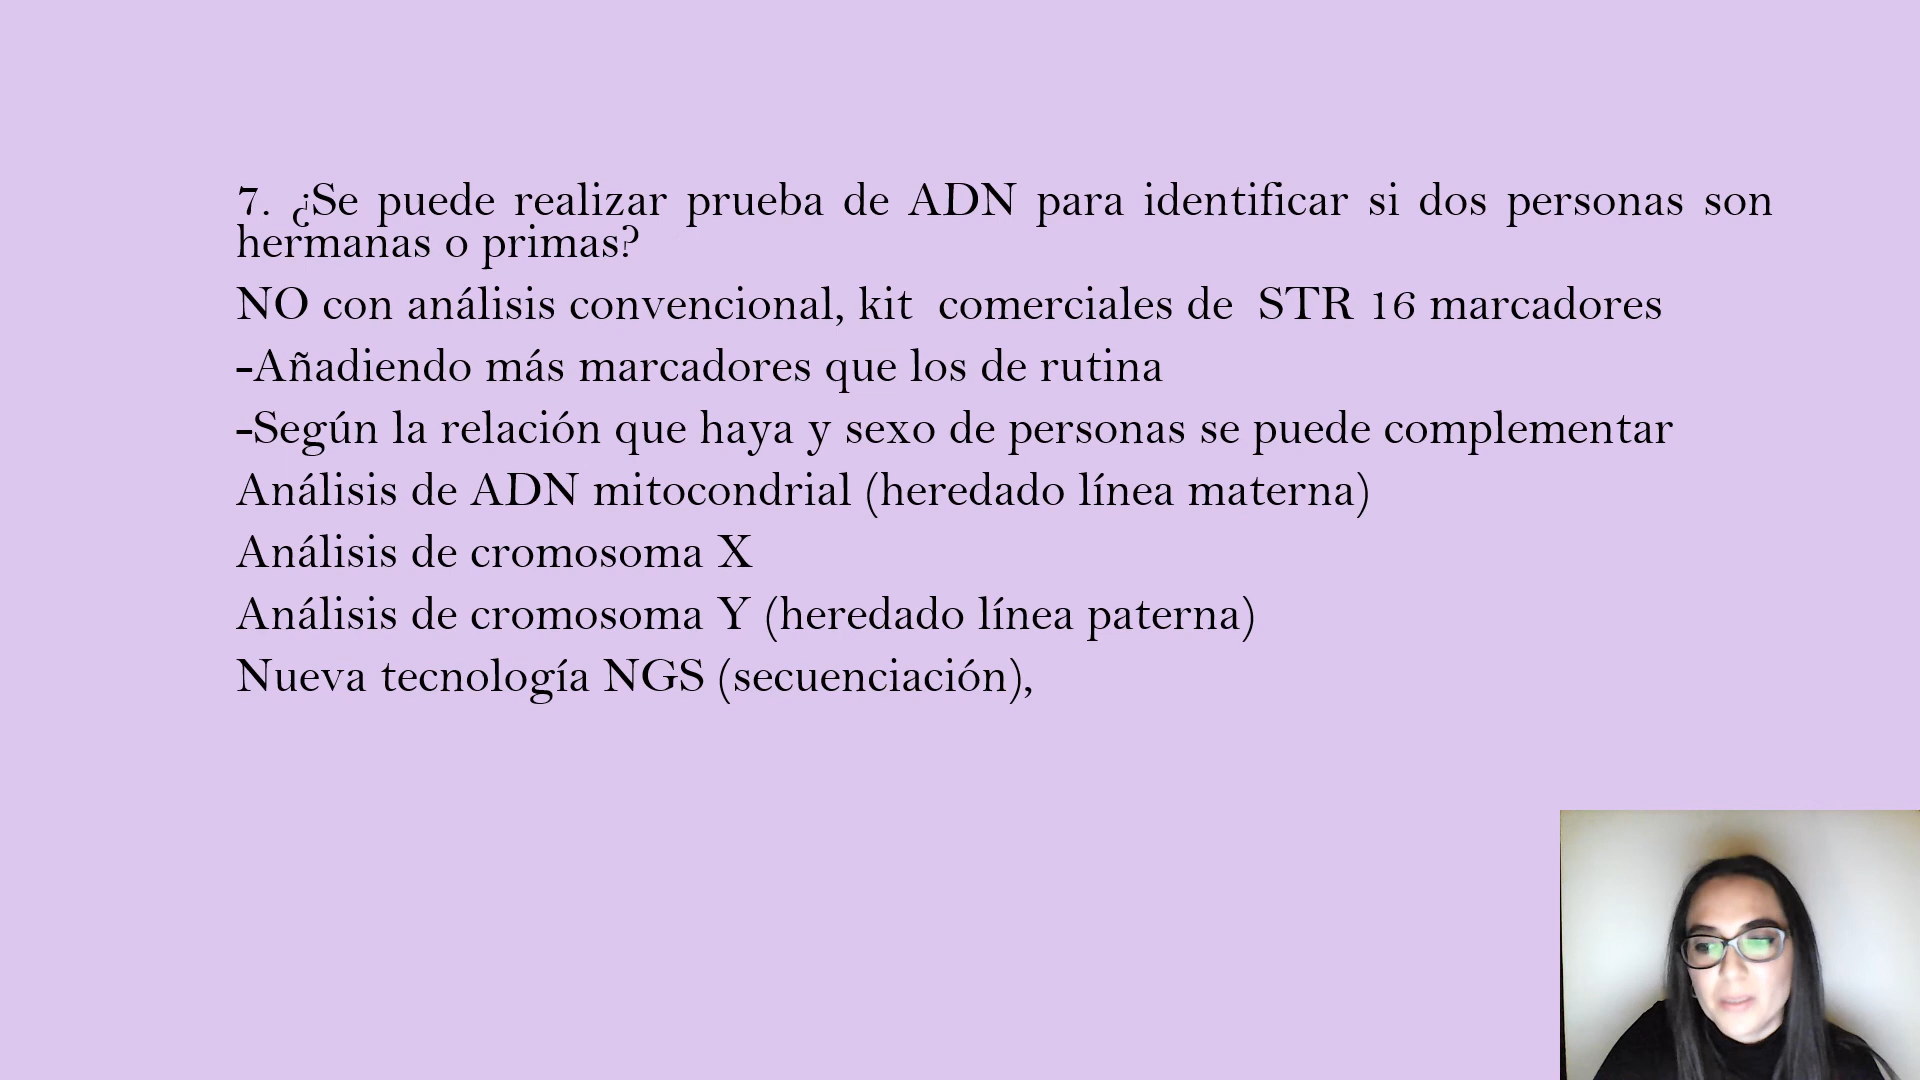 7. ¿Se puede realizar prueba de ADN para identificar si dos personas son
hermanas o primas?
NO con análisis convencional, kit comerciales de STR 16 marcadores
-Añadiendo más marcadores que los de rutina
-Según la relación que haya y sexo de personas se puede complementar
Análisis de ADN mitocondrial (heredado línea materna)
Análisis de cromosoma X
Análisis de cromosoma Y (heredado línea paterna)
Nueva tecnología NGS (secuenciación),